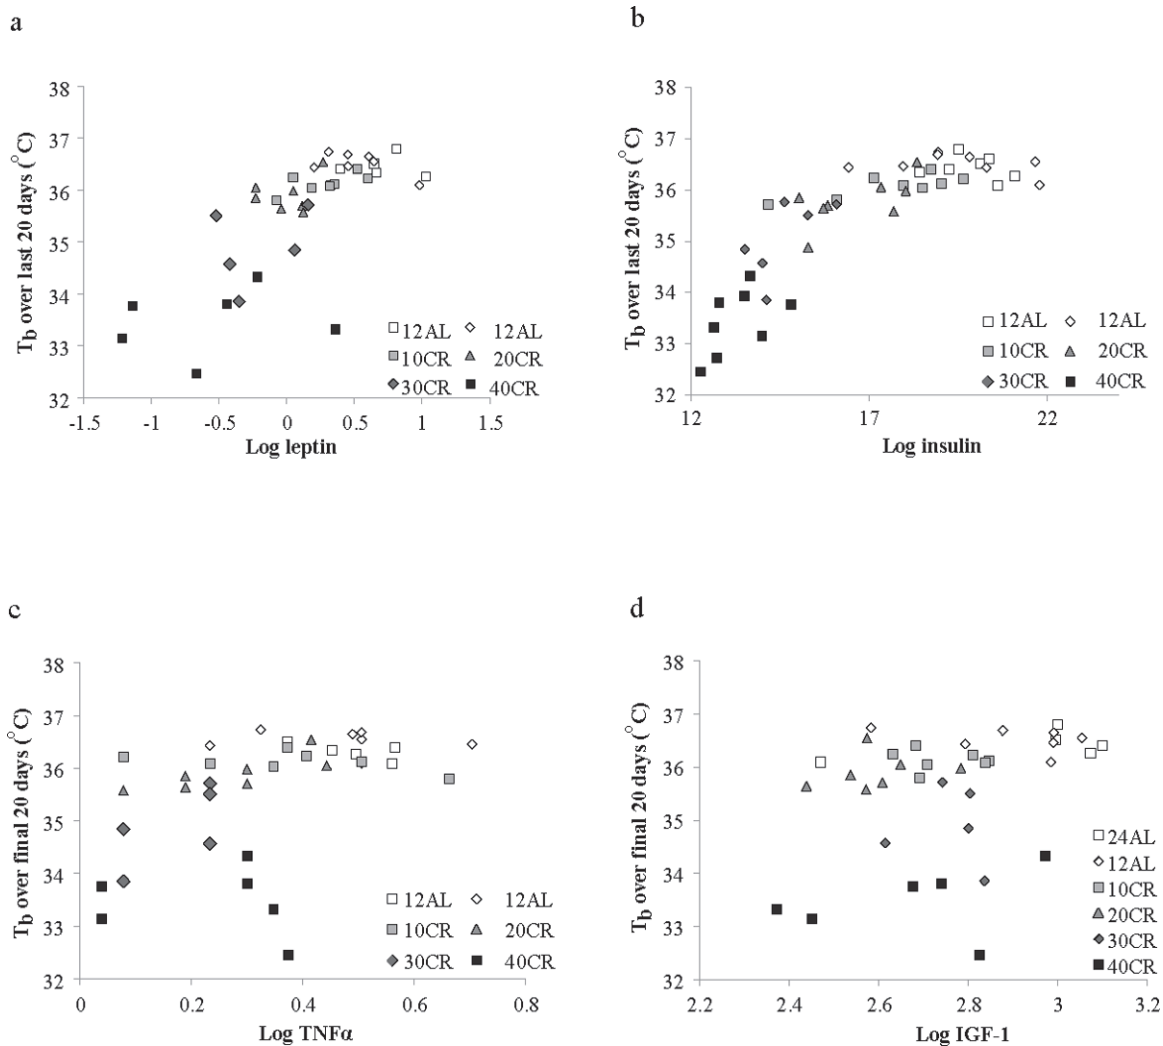 a
38
37
36
35
34
33
32
-1.5
-1
-0.5
0
0.5
1
1.5
Tb over last 20 days (°C)
Log leptin
12AL 12AL
10CR 20CR
30CR 40CR
b
38
37
36
35
34
33
32
12
17
22
Tb over last 20 days (°C)
Log insulin
12AL 12AL
10CR 20CR
30CR 40CR
c
38
37
36
35
34
33
32
0
0.2
0.4
0.6
0.8
Tb over final 20 days (°C)
Log TNFα
12AL 12AL
10CR 20CR
30CR 40CR
d
38
37
36
35
34
33
32
2.2
2.4
2.6
2.8
3
3.2
Tb over final 20 days (°C)
Log IGF-1
24AL
12AL
10CR
20CR
30CR
40CR